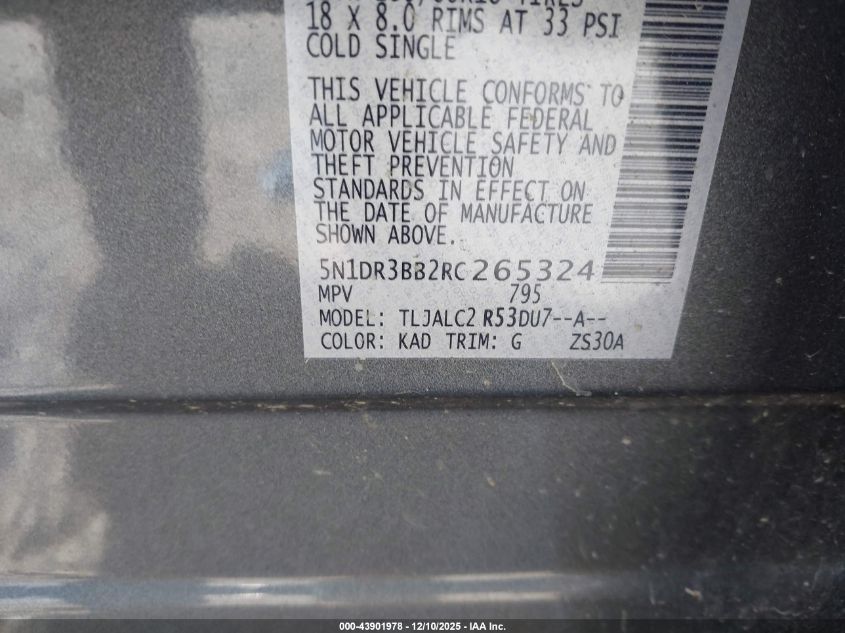 18 X 8.0 RIMS AT 33 PSI
COLD SINGLE
THIS VEHICLE CONFORMS TO
ALL APPLICABLE FEDERAL
MOTOR VEHICLE SAFETY AND
THEFT PREVENTION
STANDARDS IN EFFECT ON
THE DATE OF MANUFACTURE
SHOWN ABOVE.
5N1DR3BB2RC265324
MPV 795
MODEL: TLJALC2 R53DU7--A--
COLOR: KAD TRIM: G ZS30A
000-43901978 - 12/10/2025 - IAA Inc.